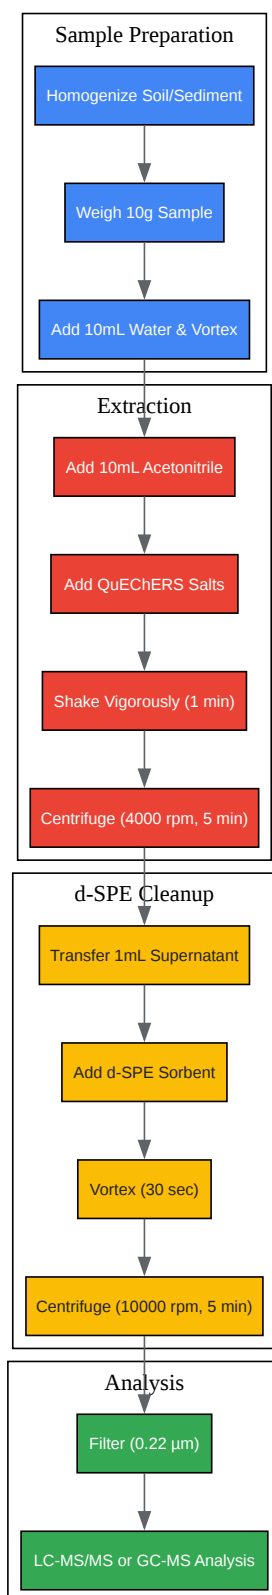 Sample Preparation
Homogenize Soil/Sediment
Weigh 10g Sample
Add 10mL Water & Vortex
Extraction
Add 10mL Acetonitrile
Add QuEChERS Salts
Shake Vigorously (1 min)
Centrifuge (4000 rpm, 5 min)
d-SPE Cleanup
Transfer 1mL Supernatant
Add d-SPE Sorbent
Vortex (30 sec)
Centrifuge (10000 rpm, 5 min)
Analysis
Filter (0.22 µm)
LC-MS/MS or GC-MS Analysis